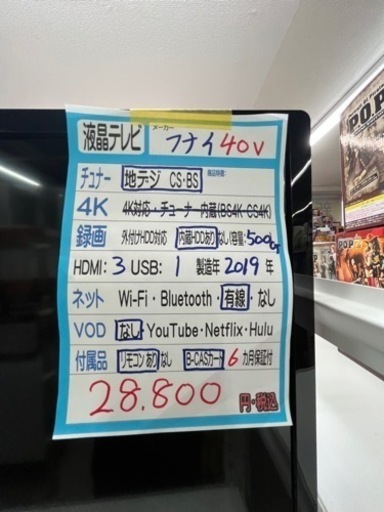 液晶テレビ メーカー フナイ40V
チューナー 地デジ CS・BS 商品特徴:
4K 4K対応・チューナー内蔵(BS4K・CS4K)
録画 外付けHDD対応 内蔵HDDあり なし(容量:500GB
HDMI: 3 USB: 1 製造年 2019 年
ネット Wi-Fi・Bluetooth・有線・なし
VOD なし YouTube・Netflix・Hulu
付属品 リモコンあり なし B-CASカード 6 カ月保証付
28.800 円・税込
P.O.P
P.O.P